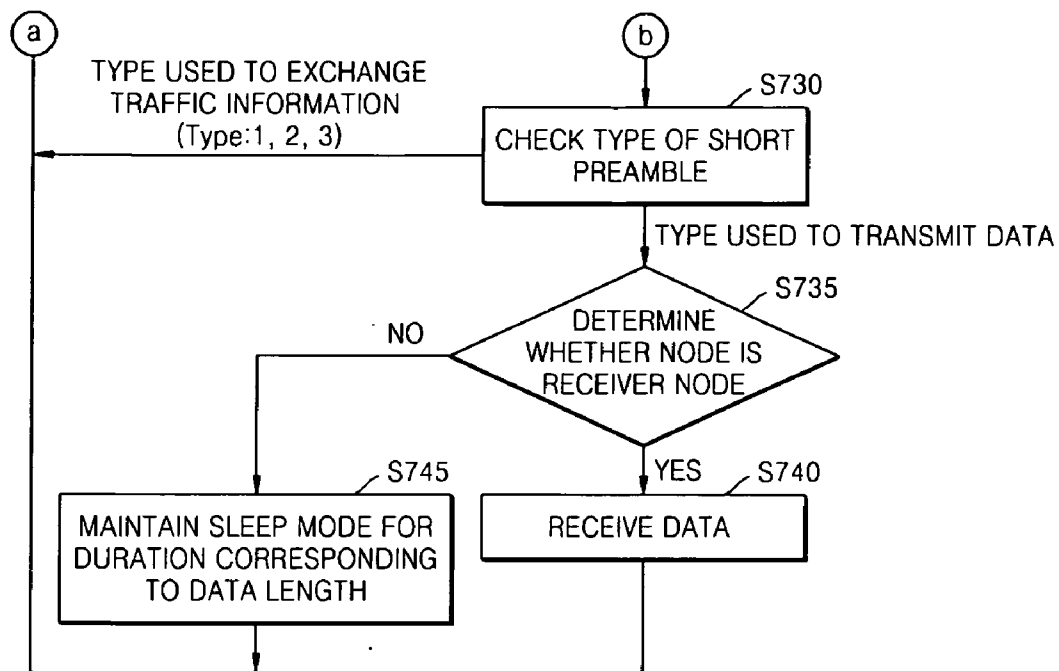 a
b
TYPE USED TO EXCHANGE
TRAFFIC INFORMATION
(Type:1, 2, 3)
S730
CHECK TYPE OF SHORT
PREAMBLE
TYPE USED TO TRANSMIT DATA
S735
DETERMINE
WHETHER NODE IS
RECEIVER NODE
NO
YES
S745
MAINTAIN SLEEP MODE FOR
DURATION CORRESPONDING
TO DATA LENGTH
S740
RECEIVE DATA